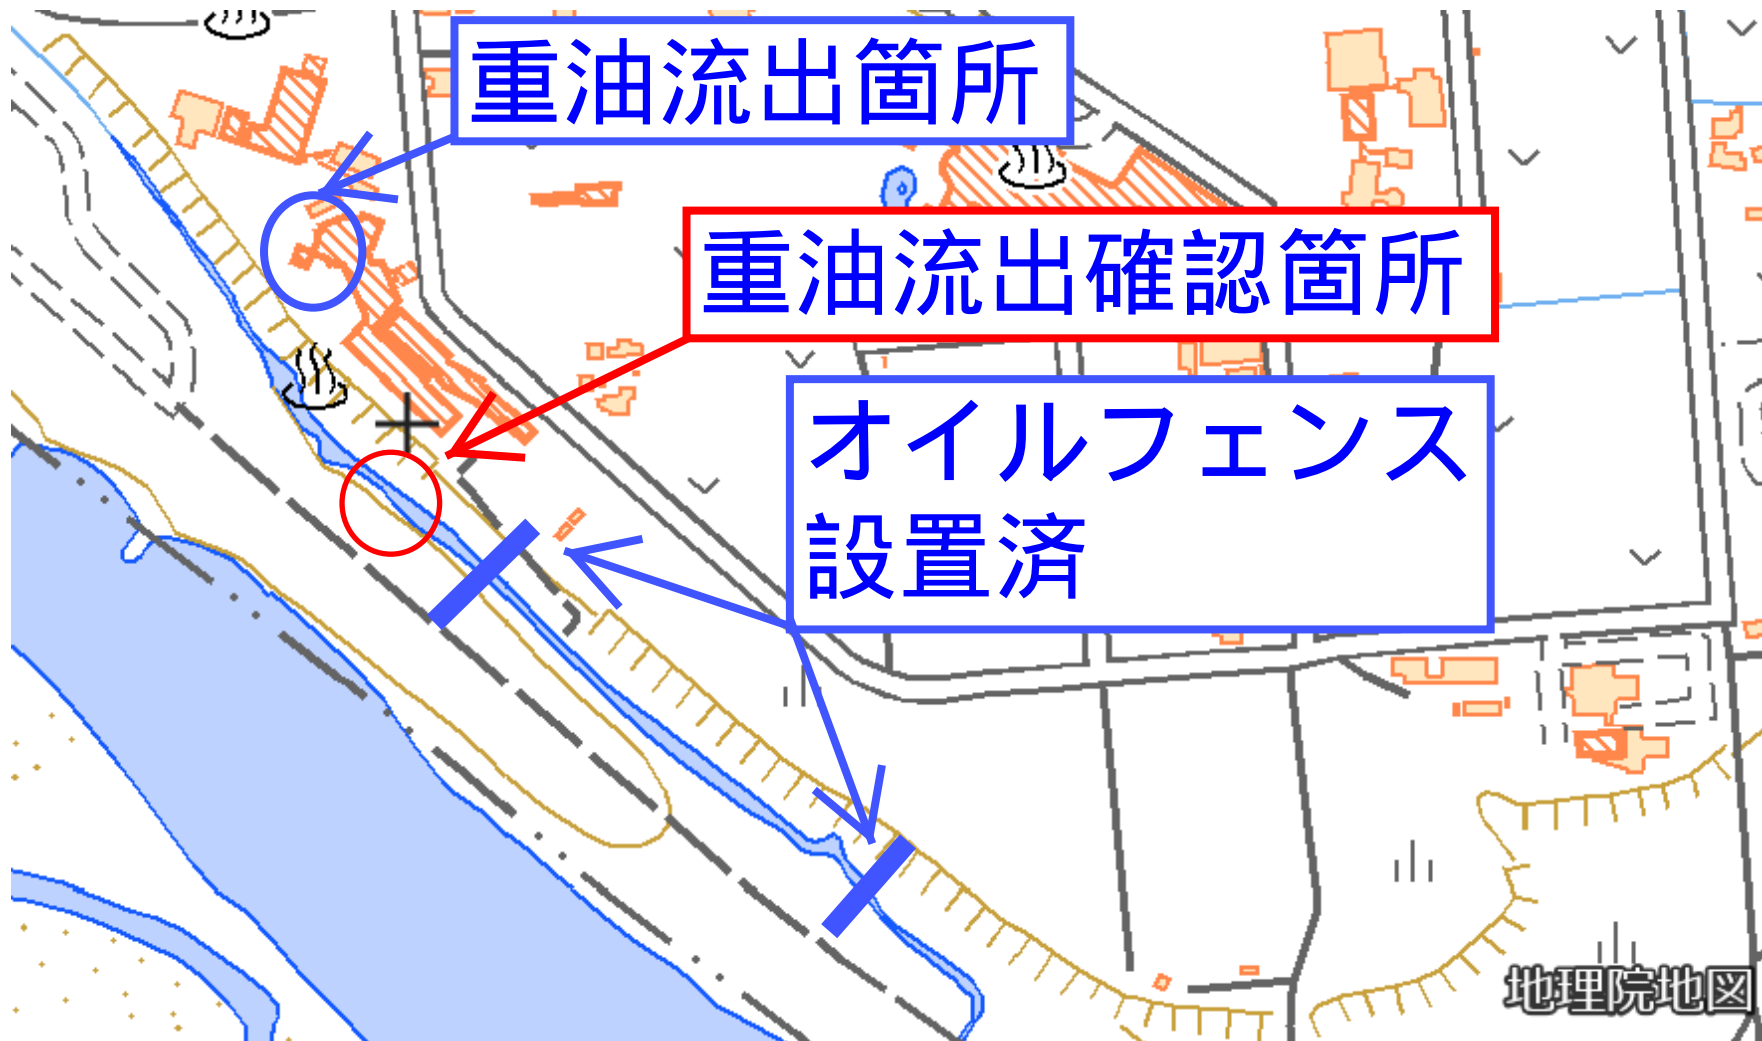 重油流出箇所
重油流出確認箇所
オイルフェンス
設置済
地理院地図